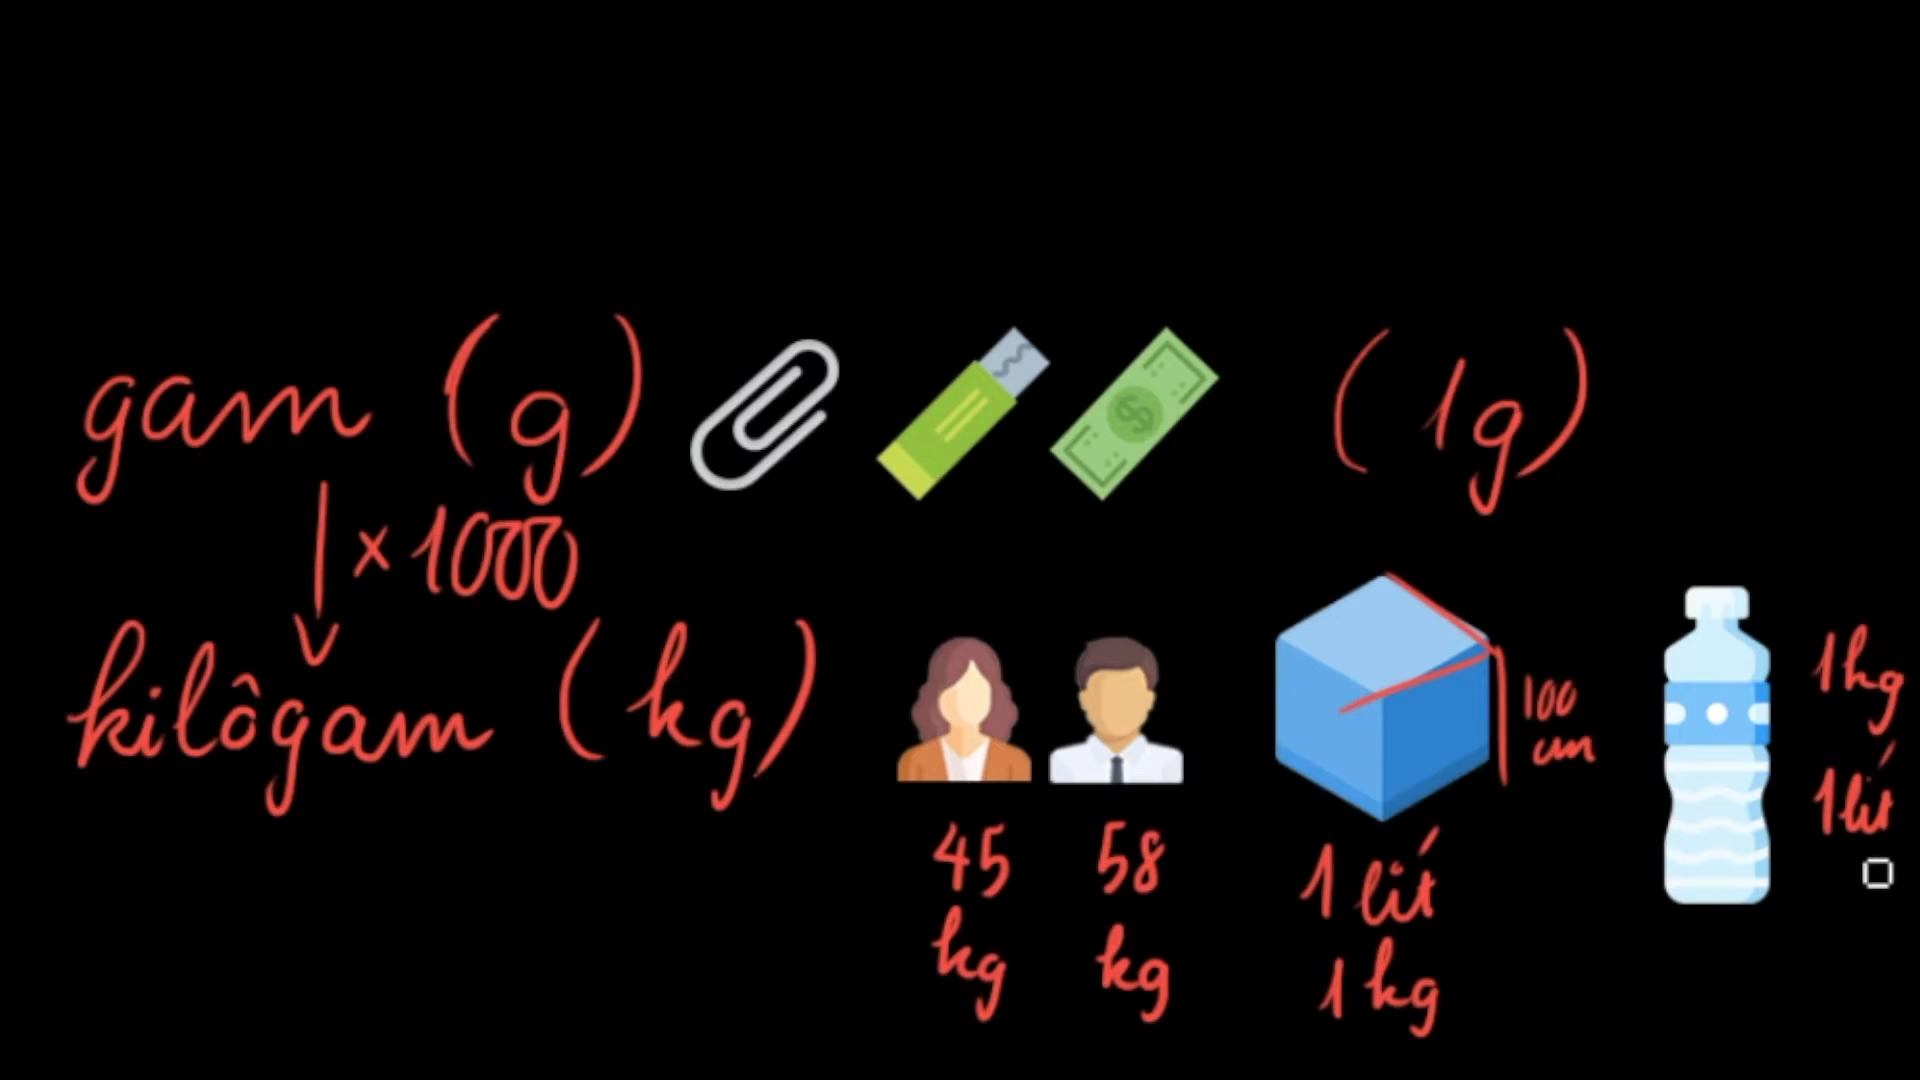 gam (g) (1g)
× 1000
kilôgam (kg)
45
kg
58
kg
100
cm
1 lít
1 kg
1kg
1 lít